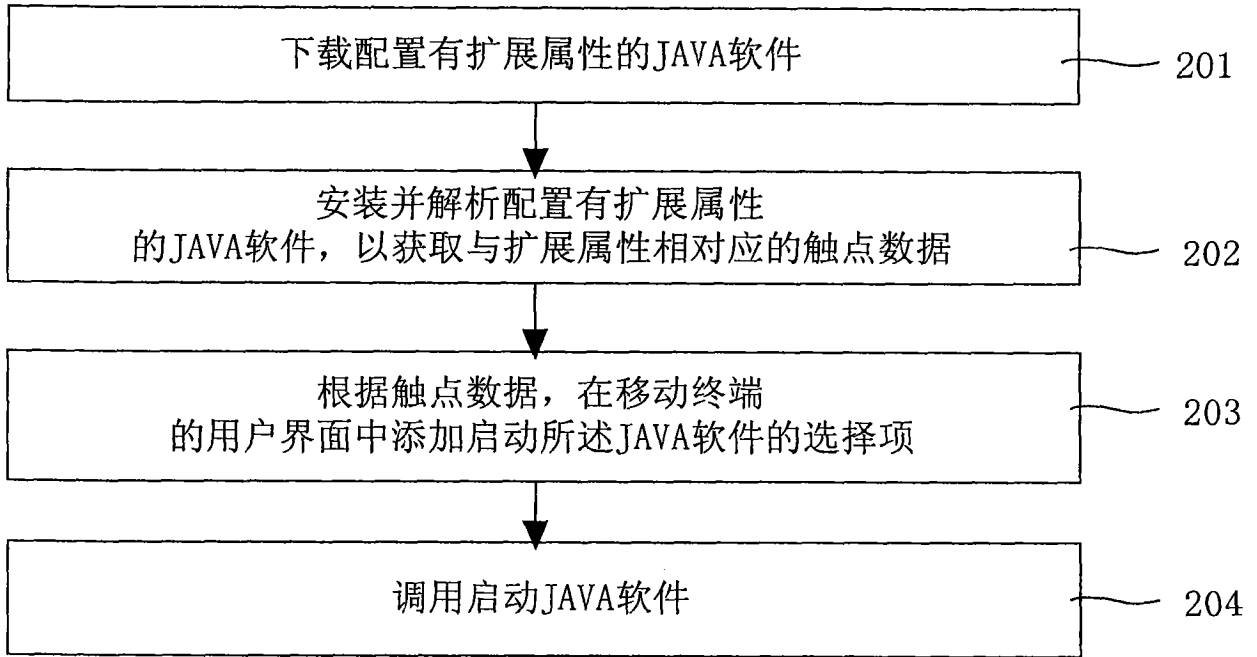 下载配置有扩展属性的JAVA软件
201
安装并解析配置有扩展属性
的JAVA软件，以获取与扩展属性相对应的触点数据
202
根据触点数据，在移动终端
的用户界面中添加启动所述JAVA软件的选择项
203
调用启动JAVA软件
204